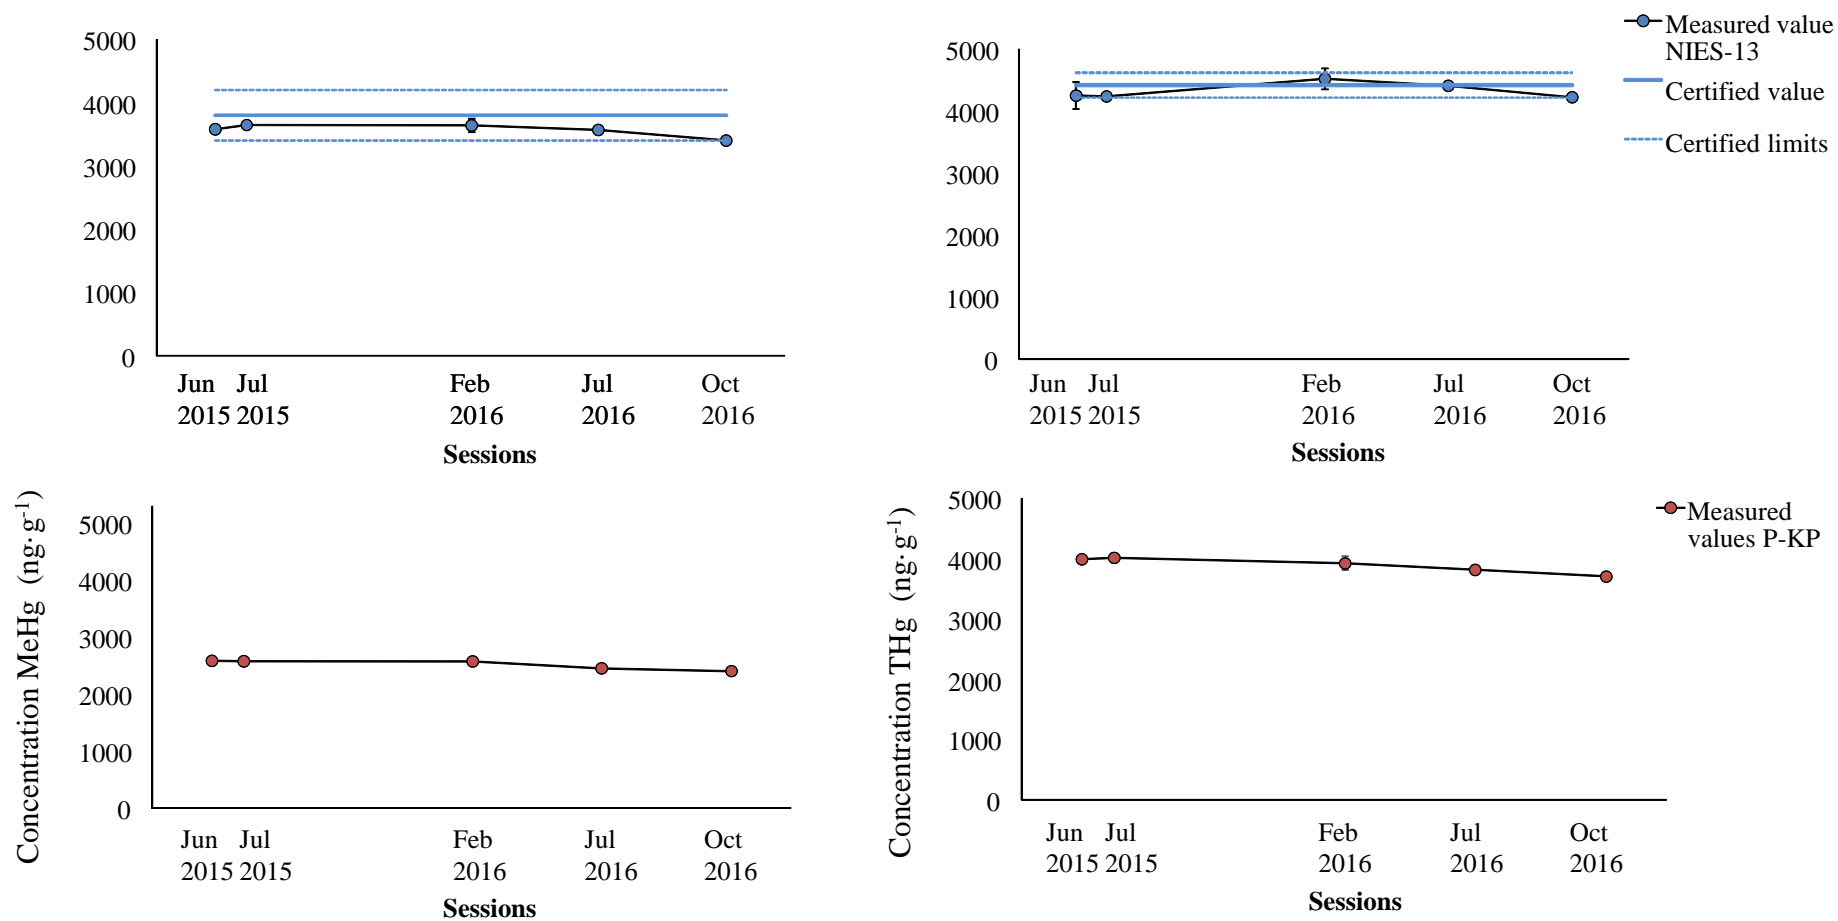 5000
4000
3000
2000
1000
0
Jun Jul Feb Jul Oct
2015 2015 2016 2016 2016
Sessions
5000
4000
3000
2000
1000
0
Jun Jul Feb Jul Oct
2015 2015 2016 2016 2016
Sessions
Measured value
NIES-13
Certified value
Certified limits
Concentration MeHg (ng·g-1)
5000
4000
3000
2000
1000
0
Jun Jul Feb Jul Oct
2015 2015 2016 2016 2016
Sessions
Concentration THg (ng·g-1)
5000
4000
3000
2000
1000
0
Jun Jul Feb Jul Oct
2015 2015 2016 2016 2016
Sessions
Measured
values P-KP